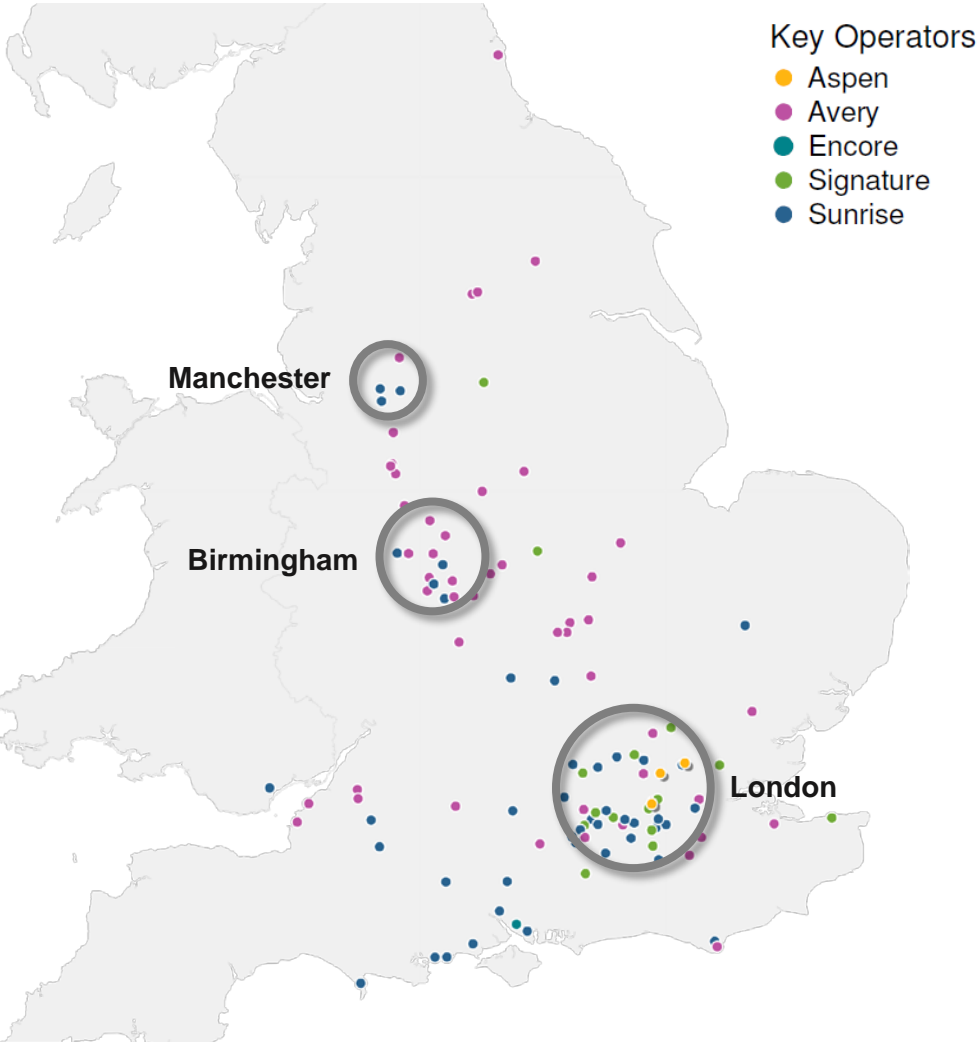 Key Operators
Aspen
Avery
Encore
Signature
Sunrise
Manchester
Birmingham
London